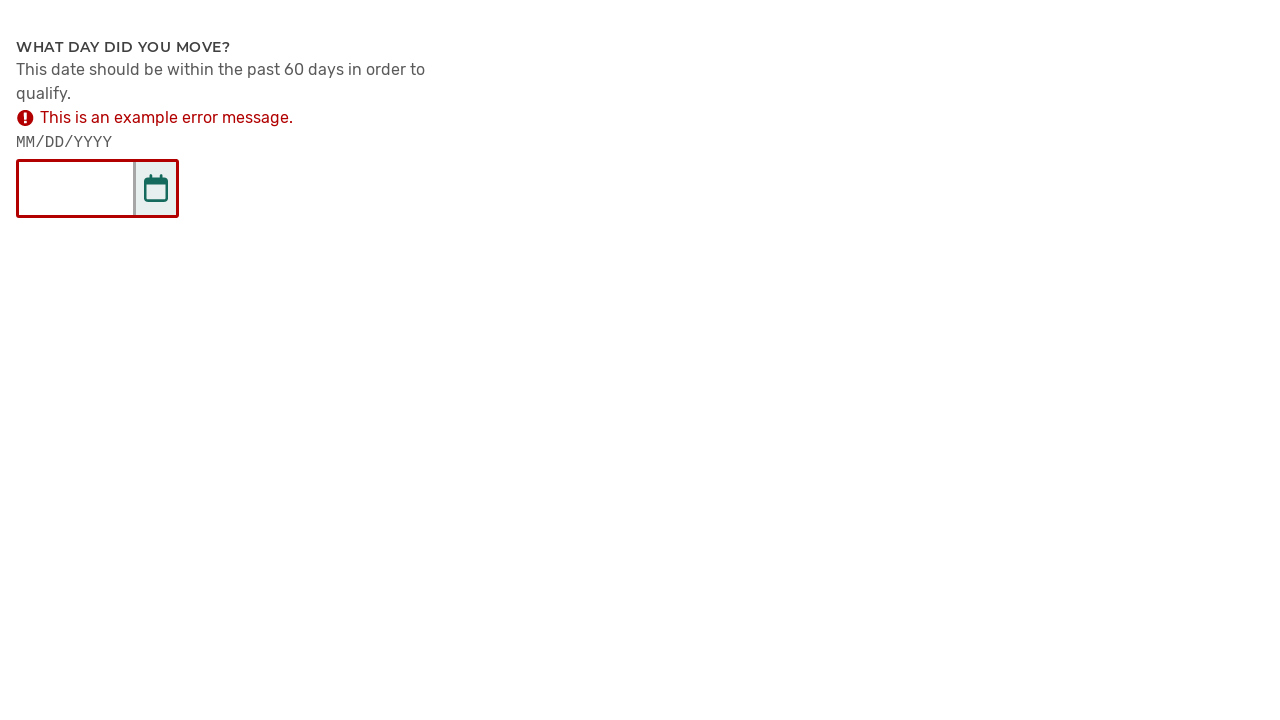 WHAT DAY DID YOU MOVE?
This date should be within the past 60 days in order to
qualify.
This is an example error message.
MM/DD/YYYY